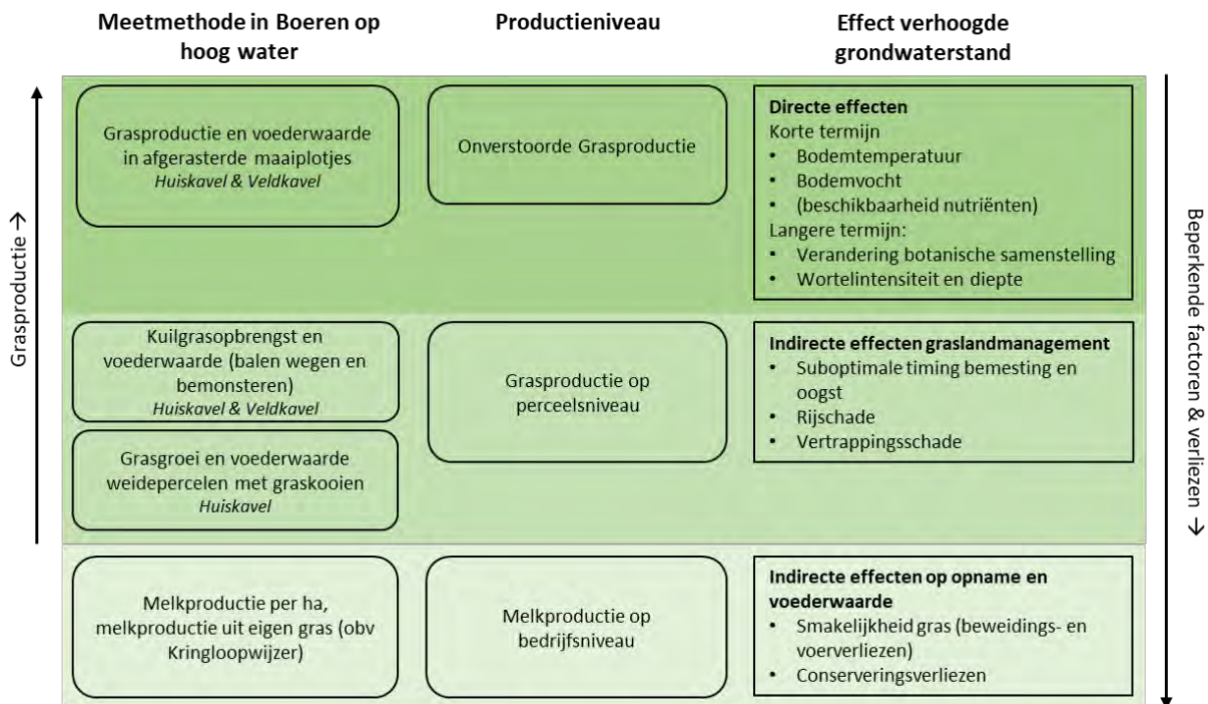 Meetmethode in Boeren op
hoog water
Productieniveau
Effect verhoogde
grondwaterstand
Grasproductie →
Grasproductie en voederwaarde
in afgerasterde maaiplotjes
Huiskavel & Veldkavel
Onverstoorde Grasproductie
Directe effecten
Korte termijn
• Bodemtemperatuur
• Bodemvocht
• (beschikbaarheid nutriënten)
Langere termijn:
• Verandering botanische samenstelling
• Wortelintensiteit en diepte
Kuilgrasopbrengst en
voederwaarde (balen wegen en
bemonsteren)
Huiskavel & Veldkavel
Grasgroei en voederwaarde
weidepercelen met graskooien
Huiskavel
Grasproductie op
perceelsniveau
Indirecte effecten graslandmanagement
• Suboptimale timing bemesting en
oogst
• Rijschade
• Vertrappingsschade
Melkproductie per ha,
melkproductie uit eigen gras (obv
Kringloopwijzer)
Melkproductie op
bedrijfsniveau
Indirecte effecten op opname en
voederwaarde
• Smakelijkheid gras (beweidings- en
voerverliezen)
• Conserveringsverliezen
Beperkende factoren & verliezen →